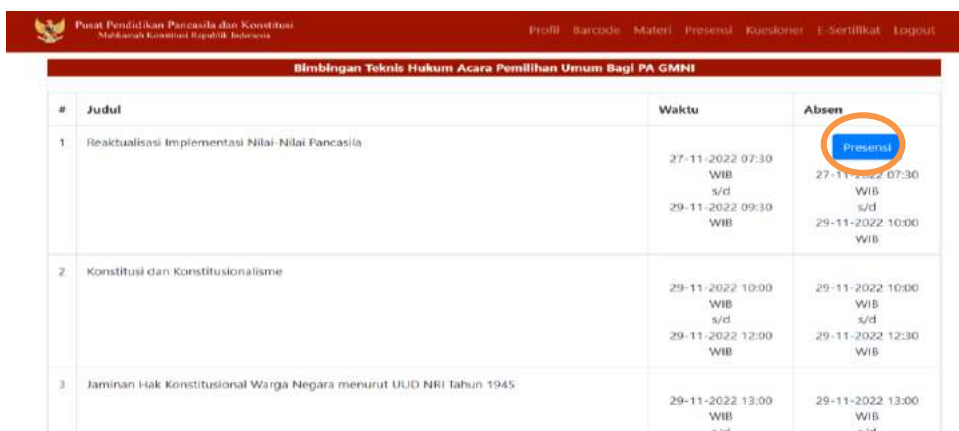 Pusat Pendidikan Pancasila dan Konstitusi
Mahkamah Konstitusi Republik Indonesia
Profil Barcode Materi Presensi Kuesioner E-Sertifikat Logout
Bimbingan Teknis Hukum Acara Pemilihan Umum Bagi PA GMNI
# Judul Waktu Absen
1 Reaktualisasi Implementasi Nilai-Nilai Pancasila
Presensi
27-11-2022 07:30
WIB
s/d
29-11-2022 09:30
WIB
27-11-2022 07:30
WIB
s/d
29-11-2022 10:00
WIB
2 Konstitusi dan Konstitusionalisme
29-11-2022 10:00
WIB
s/d
29-11-2022 12:00
WIB
29-11-2022 10:00
WIB
s/d
29-11-2022 12:30
WIB
3 Jaminan Hak Konstitusional Warga Negara menurut UUD NRI Tahun 1945
29-11-2022 13:00
WIB
29-11-2022 13:00
WIB